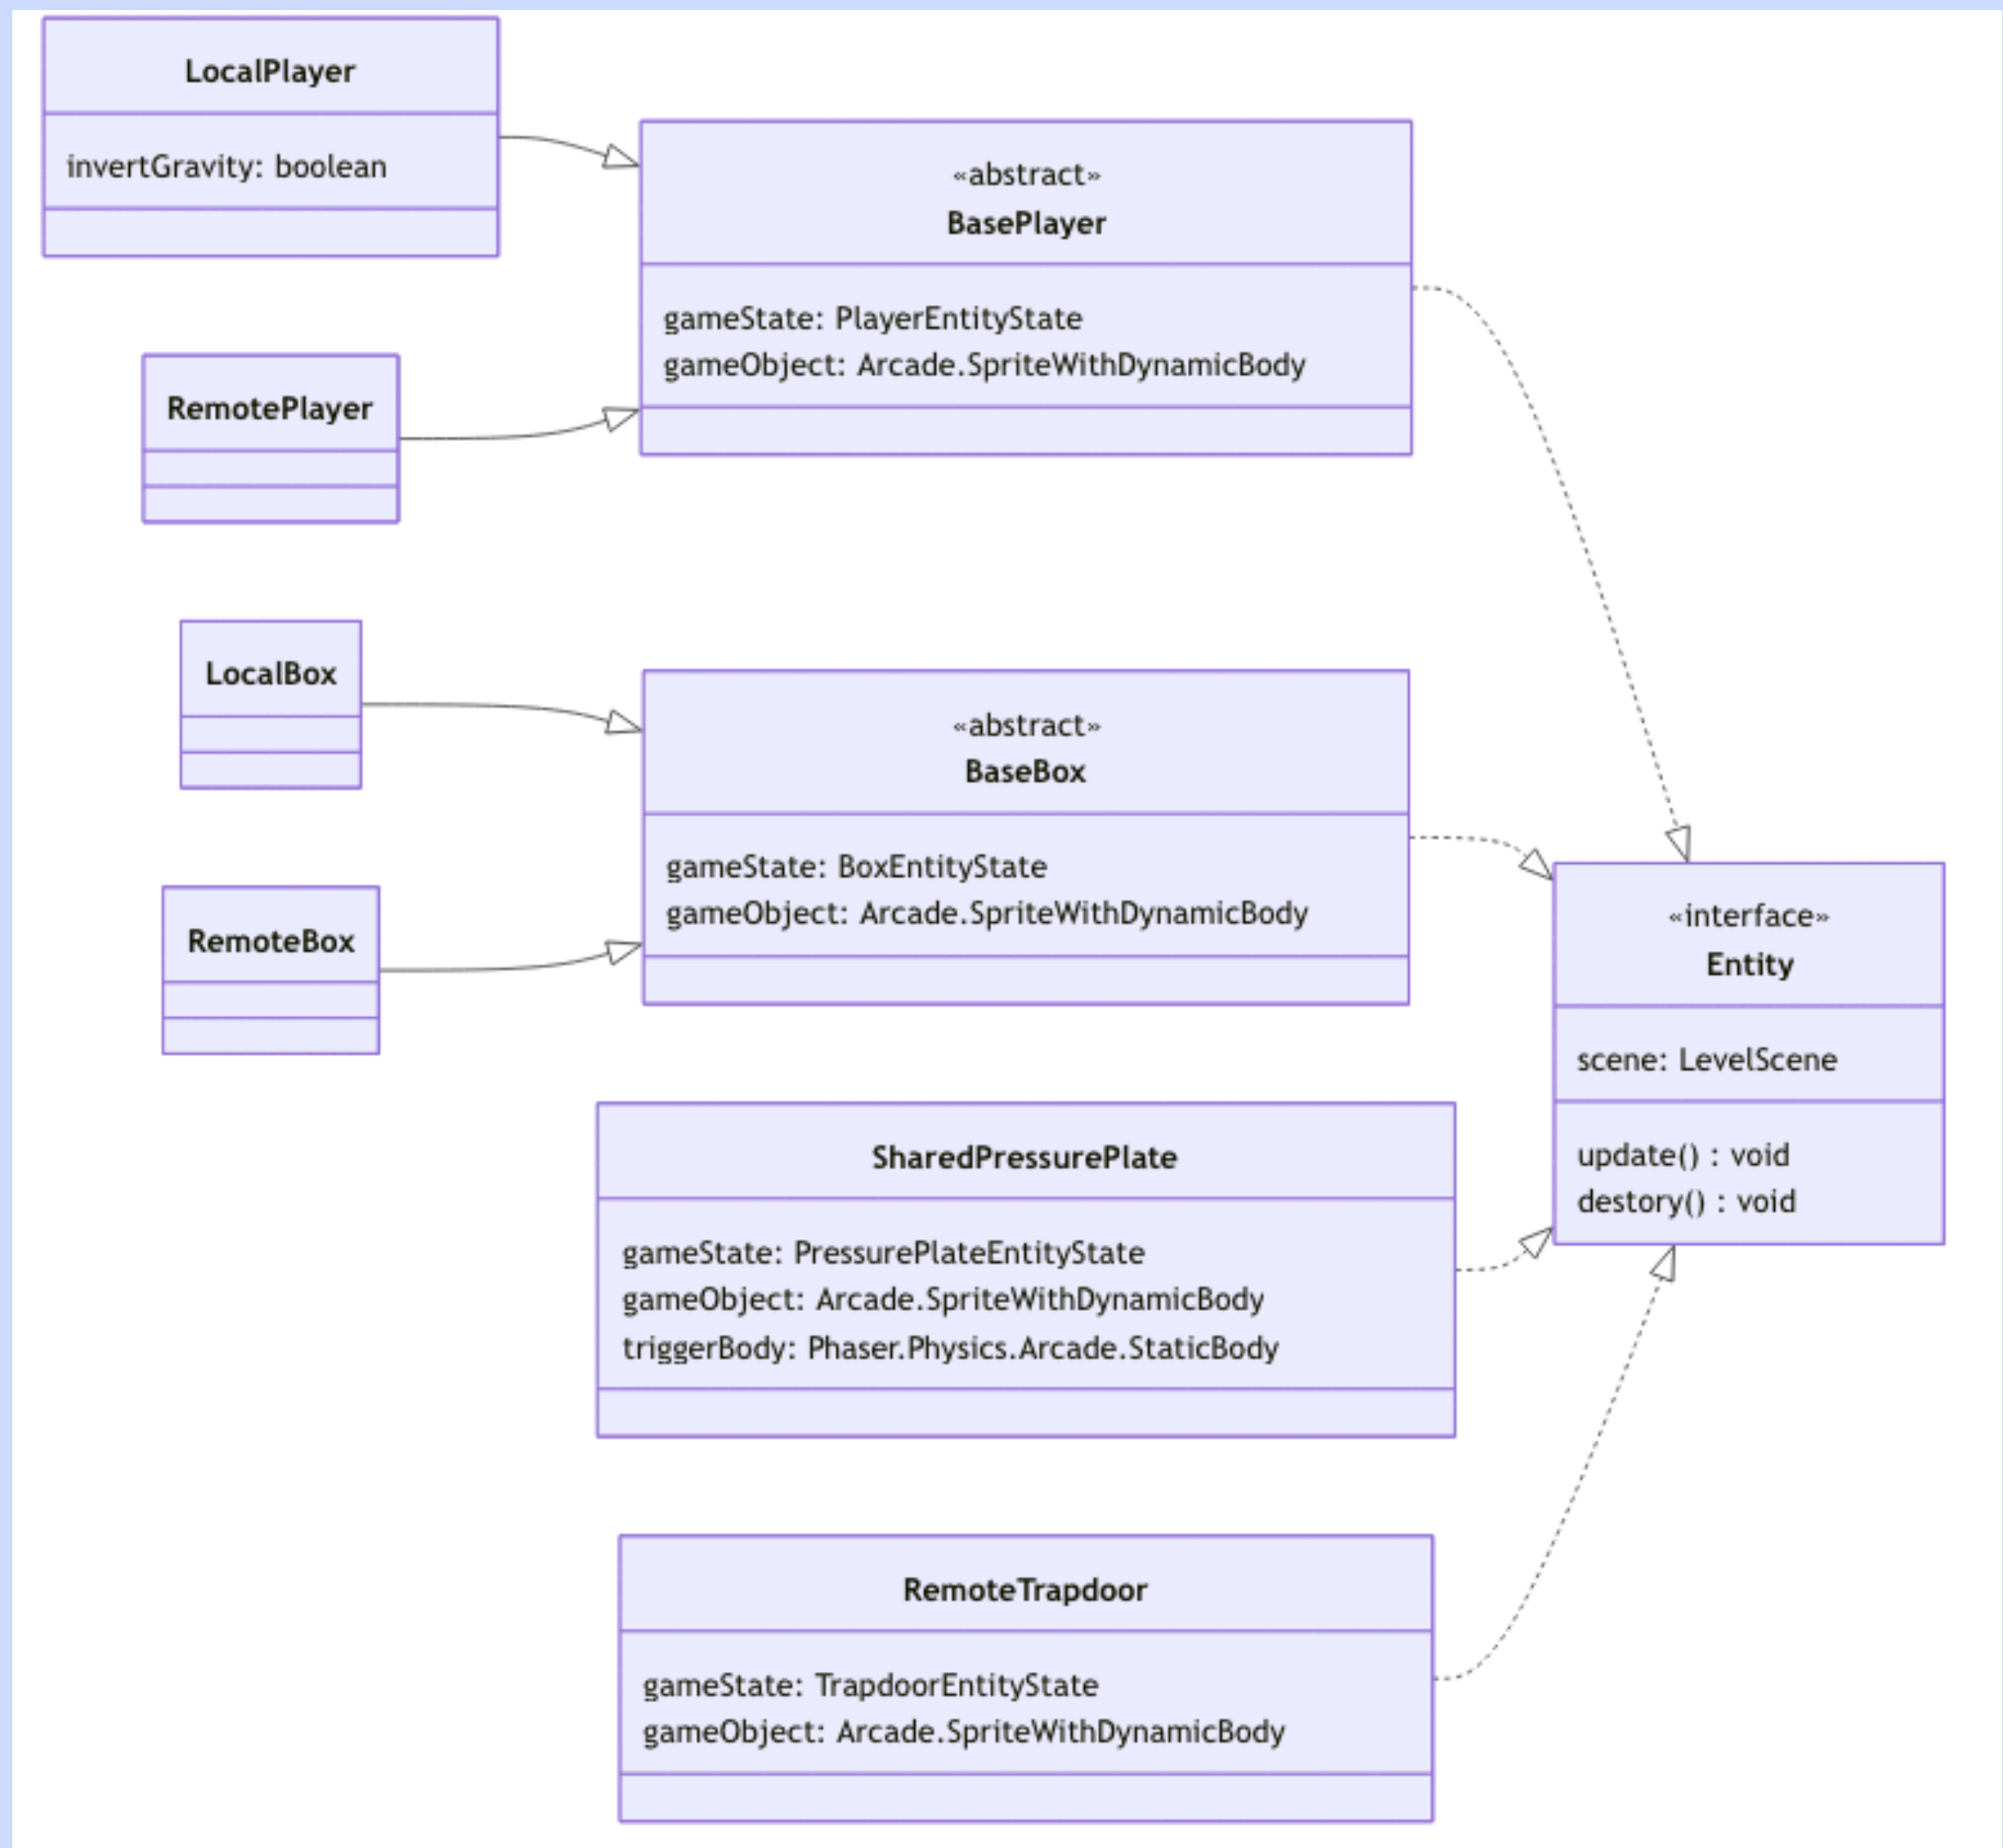 LocalPlayer
invertGravity: boolean
«abstract»
BasePlayer
gameState: PlayerEntityState
gameObject: Arcade.SpriteWithDynamicBody
RemotePlayer
LocalBox
«abstract»
BaseBox
gameState: BoxEntityState
gameObject: Arcade.SpriteWithDynamicBody
RemoteBox
«interface»
Entity
scene: LevelScene
update() : void
destory() : void
SharedPressurePlate
gameState: PressurePlateEntityState
gameObject: Arcade.SpriteWithDynamicBody
triggerBody: Phaser.Physics.Arcade.StaticBody
RemoteTrapdoor
gameState: TrapdoorEntityState
gameObject: Arcade.SpriteWithDynamicBody